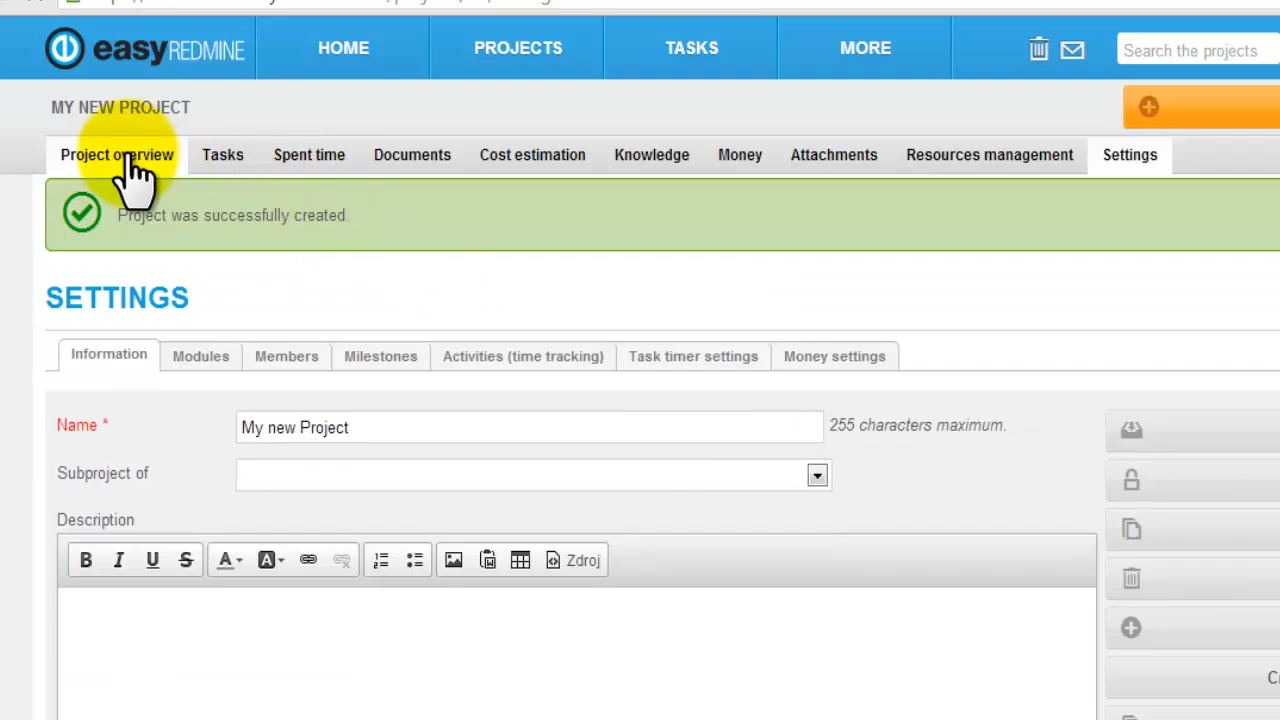 easyREDMINE HOME PROJECTS TASKS MORE Search the projects
MY NEW PROJECT
Project overview Tasks Spent time Documents Cost estimation Knowledge Money Attachments Resources management Settings
Project was successfully created.
SETTINGS
Information Modules Members Milestones Activities (time tracking) Task timer settings Money settings
Name * My new Project 255 characters maximum.
Subproject of
Description
B I U S A A Zdroj